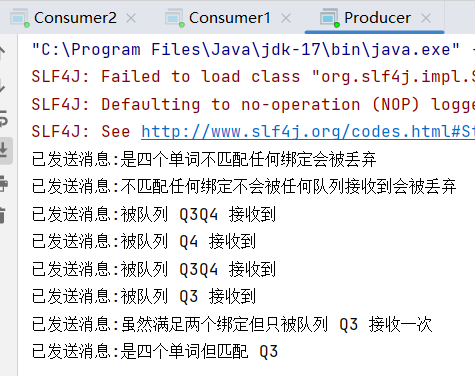 Consumer2 × Consumer1 × Producer
"C:\Program Files\Java\jdk-17\bin\java.exe"
SLF4J: Failed to load class "org.slf4j.impl.
SLF4J: Defaulting to no-operation (NOP)
SLF4J: See http://www.slf4j.org/codes.html
已发送消息:是四个单词不匹配任何绑定会被丢弃
已发送消息:不匹配任何绑定不会被任何队列接收到会被丢弃
已发送消息:被队列 Q3Q4 接收到
已发送消息:被队列 Q4 接收到
已发送消息:被队列 Q3Q4 接收到
已发送消息:被队列 Q3 接收到
已发送消息:虽然满足两个绑定但只被队列 Q3 接收一次
已发送消息:是四个单词但匹配 Q3